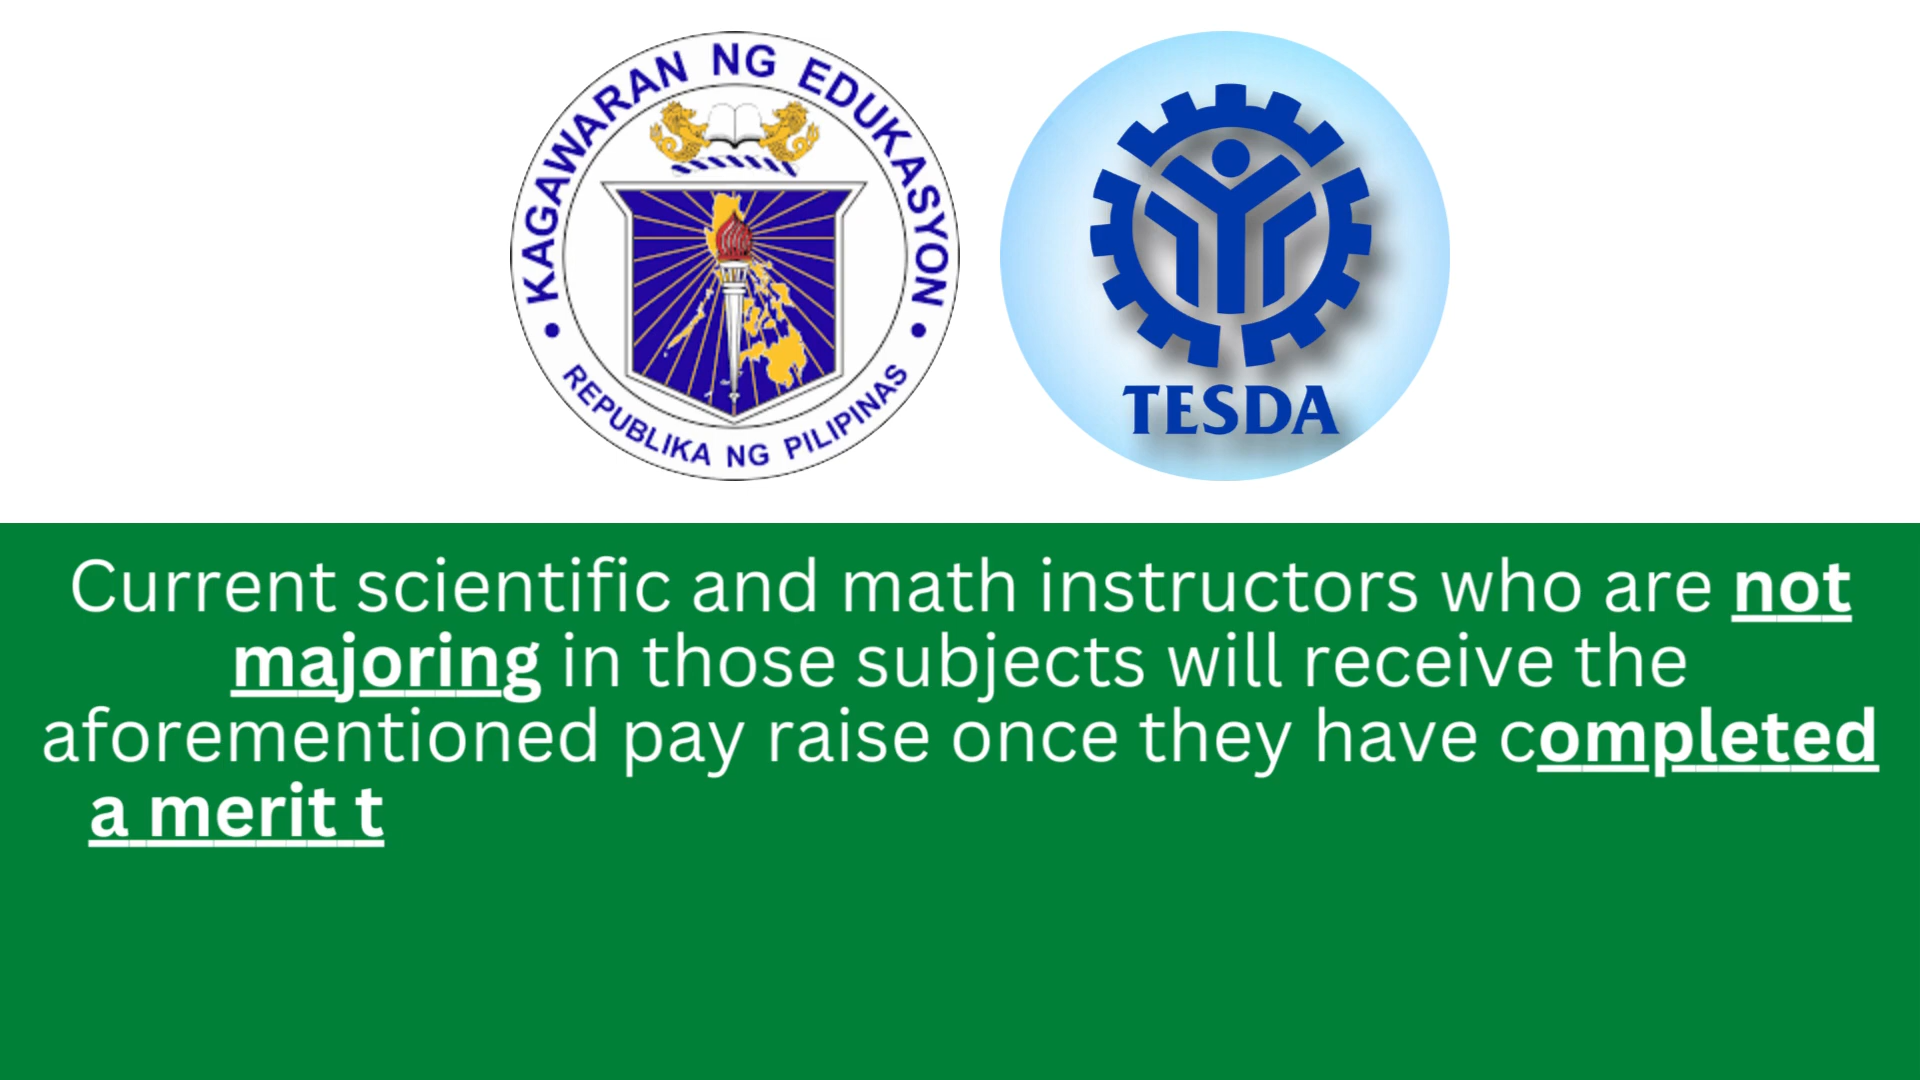 KAGAWARAN NG EDUKASYON
REPUBLIKA NG PILIPINAS
TESDA
Current scientific and math instructors who are not
majoring in those subjects will receive the
aforementioned pay raise once they have completed
a merit t